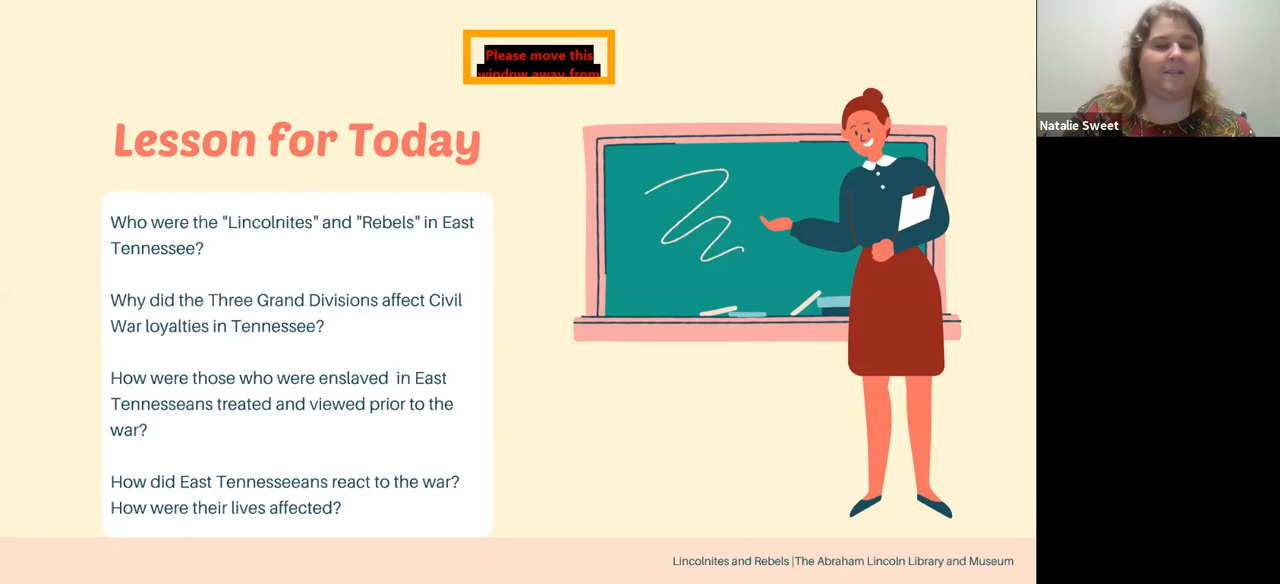 Please move this
window away from
Natalie Sweet
Lesson for Today
Who were the "Lincolnites" and "Rebels" in East
Tennessee?
Why did the Three Grand Divisions affect Civil
War loyalties in Tennessee?
How were those who were enslaved in East
Tennesseans treated and viewed prior to the
war?
How did East Tennesseeans react to the war?
How were their lives affected?
Lincolnites and Rebels |The Abraham Lincoln Library and Museum